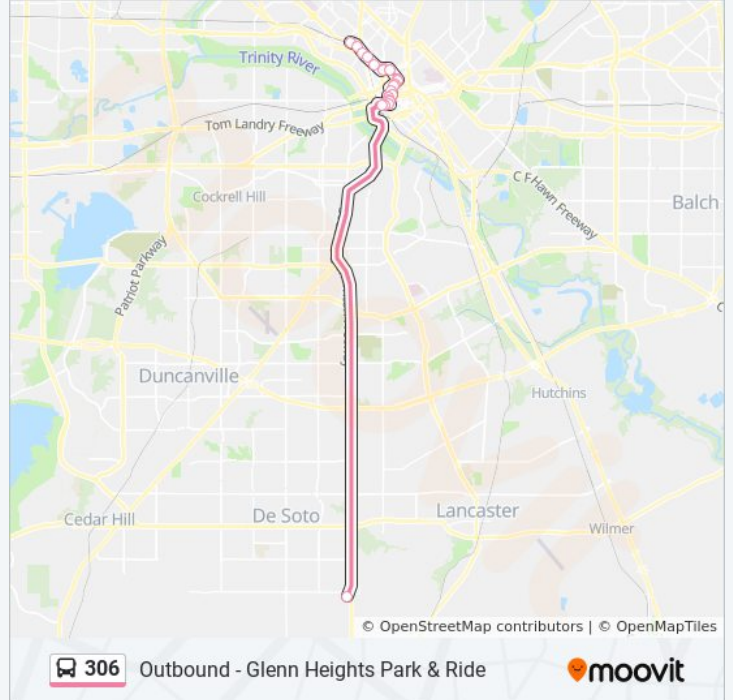 Trinity River
Tom Landry Freeway
C F Hawn Freeway
Cockrell Hill
Balch
Patriot Parkway
Duncanville
Hutchins
Cedar Hill
De Soto
Lancaster
Wilmer
© OpenStreetMap contributors | © OpenMapTiles
306 Outbound - Glenn Heights Park & Ride
moovit